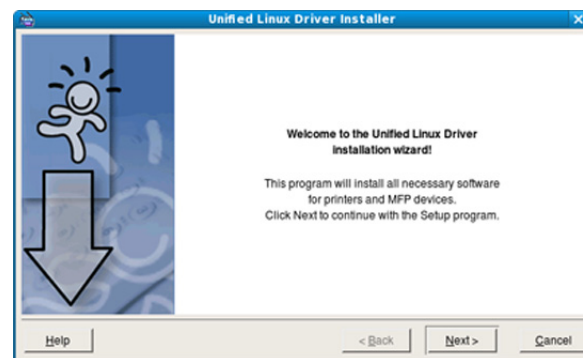 Unified Linux Driver Installer
Welcome to the Unified Linux Driver
installation wizard!
This program will install all necessary software
for printers and MFP devices.
Click Next to continue with the Setup program.
Help
< Back
Next >
Cancel